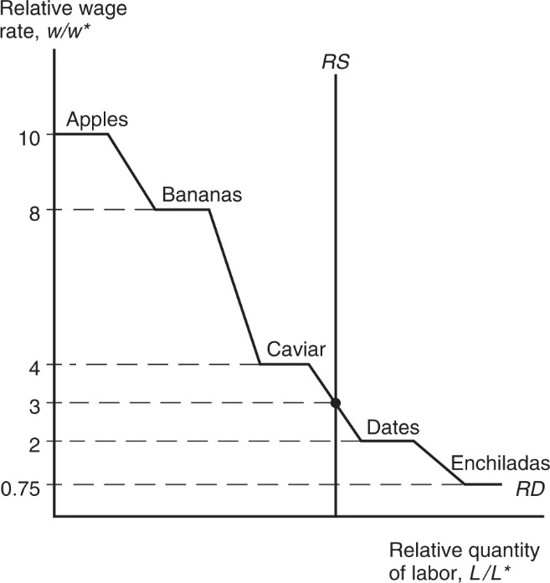 Relative wage
rate, w/w*
RS
Apples
10
Bananas
8
Caviar
4
3
Dates
2
Enchiladas
0.75
RD
Relative quantity
of labor, L/L*